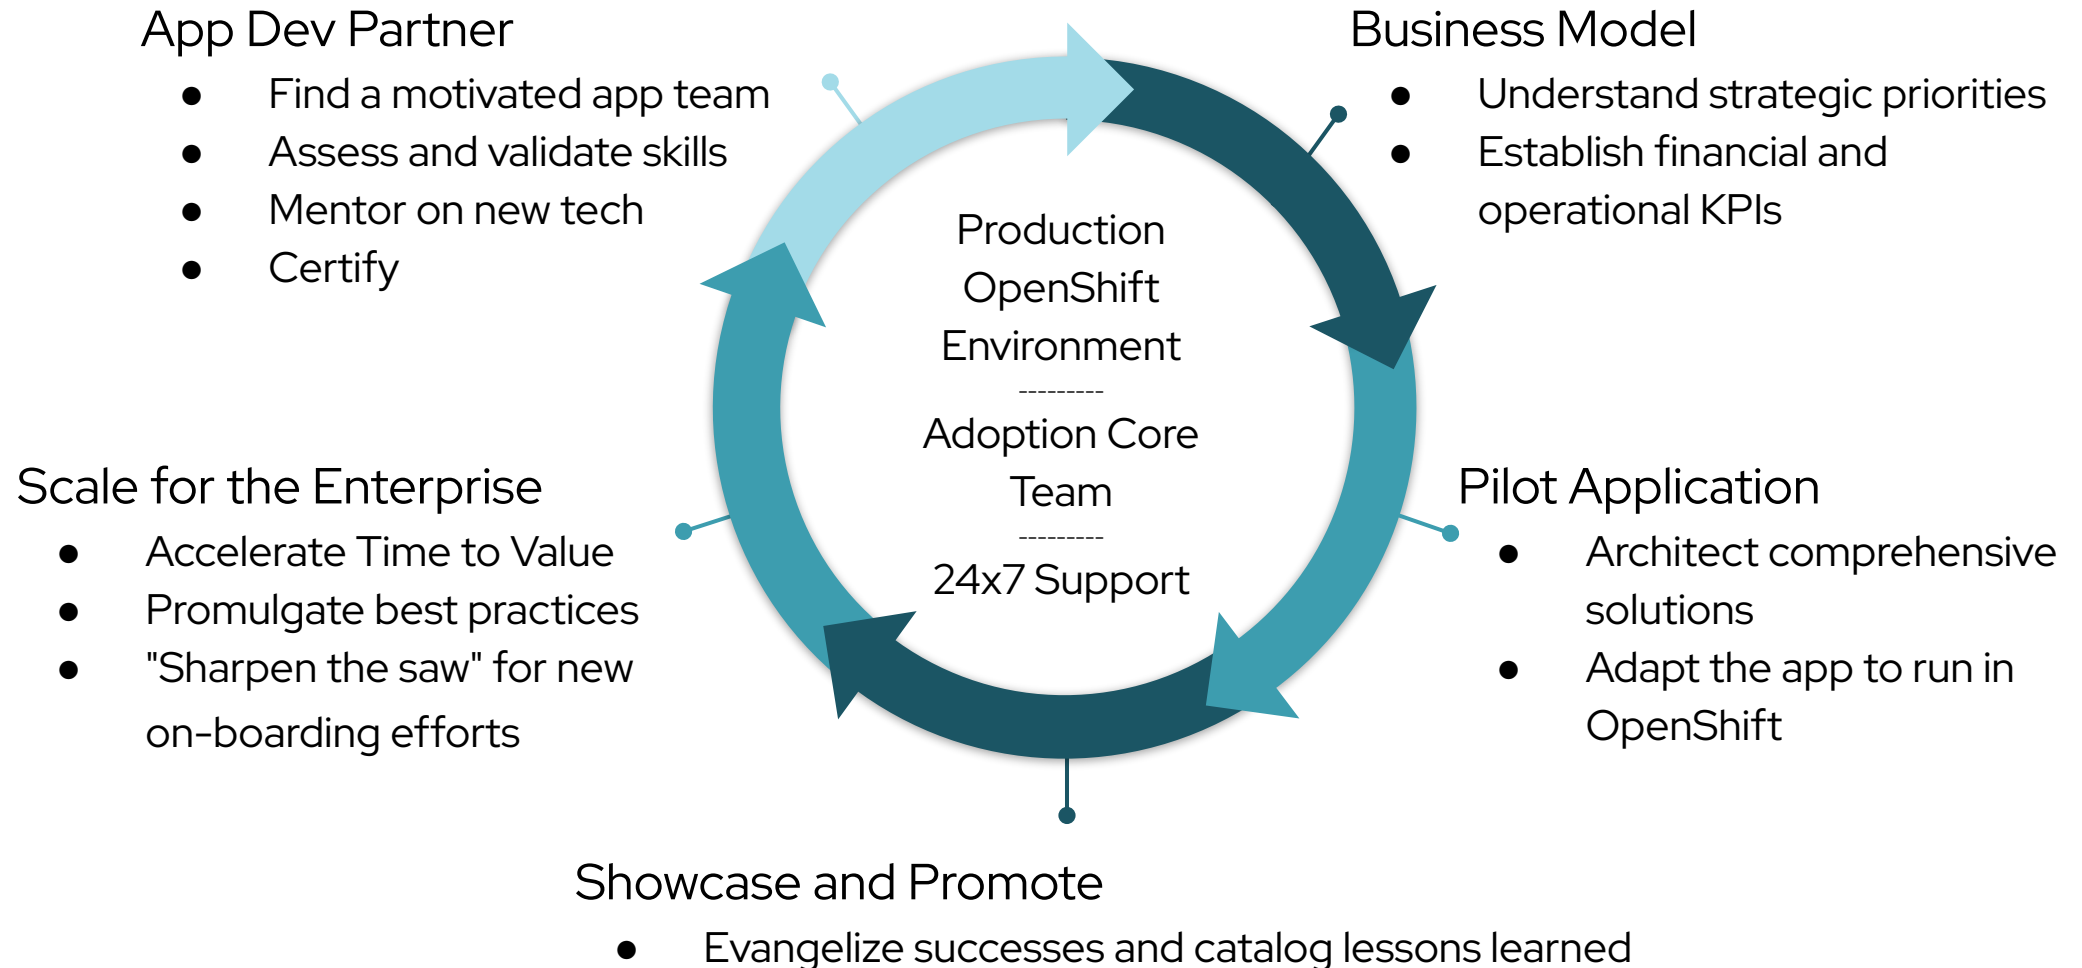 App Dev Partner
● Find a motivated app team
● Assess and validate skills
● Mentor on new tech
● Certify
Business Model
● Understand strategic priorities
● Establish financial and
operational KPIs
Production
OpenShift
Environment
---------
Adoption Core
Team
---------
24x7 Support
Scale for the Enterprise
● Accelerate Time to Value
● Promulgate best practices
● "Sharpen the saw" for new
on-boarding efforts
Pilot Application
● Architect comprehensive
solutions
● Adapt the app to run in
OpenShift
Showcase and Promote
● Evangelize successes and catalog lessons learned